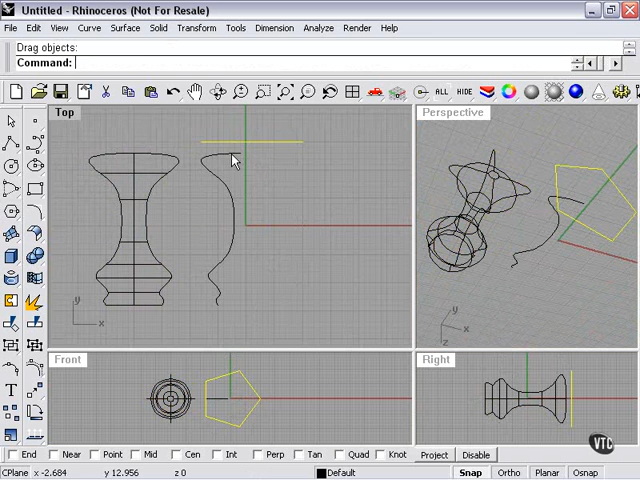 Untitled - Rhinoceros (Not For Resale)
File Edit View Curve Surface Solid Transform Tools Dimension Analyze Render Help
Drag objects:
Command:
ALL HIDE
Top
Perspective
y
x
y
x
z
Front
Right
T
VTC
End Near Point Mid Cen Int Perp Tan Quad Knot Project Disable
CPlane x -2.684 y 12.956 z 0 Default Snap Ortho Planar Osnap